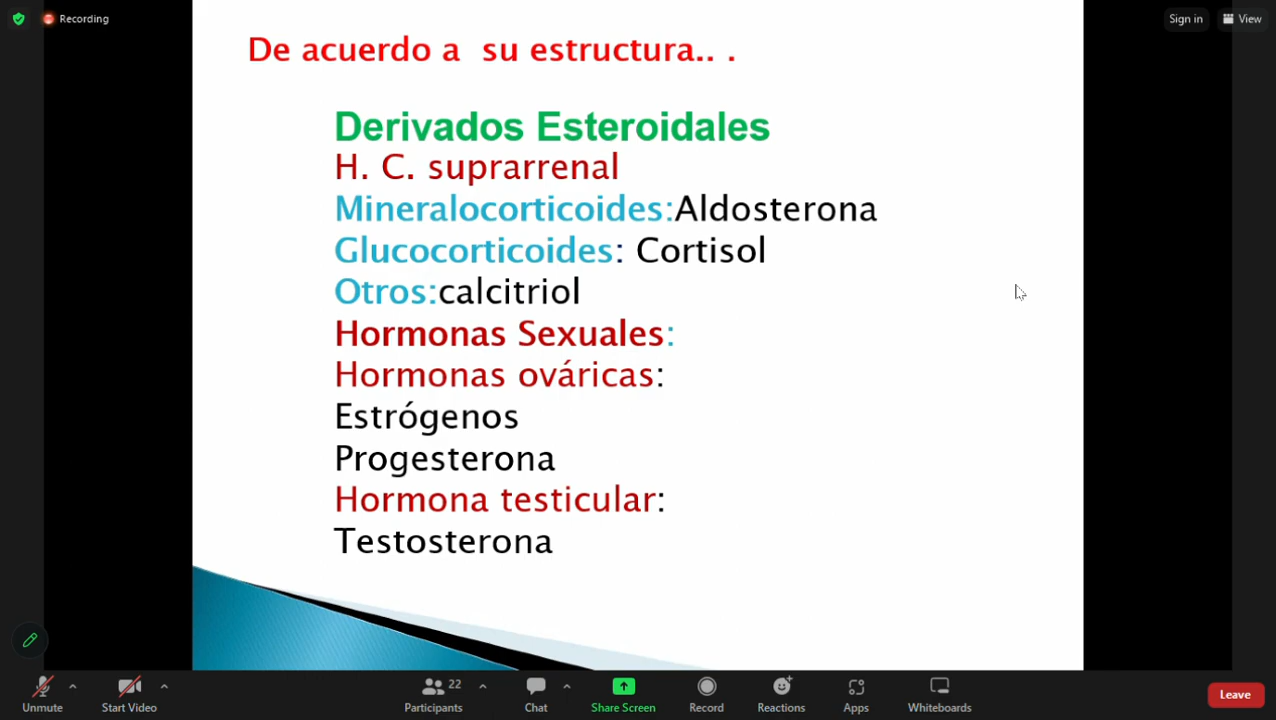 Recording
Sign in
View
De acuerdo a su estructura.. .
Derivados Esteroidales
H. C. suprarrenal
Mineralocorticoides:Aldosterona
Glucocorticoides: Cortisol
Otros:calcitriol
Hormonas Sexuales:
Hormonas ováricas:
Estrógenos
Progesterona
Hormona testicular:
Testosterona
Unmute
Start Video
22
Participants
Chat
Share Screen
Record
Reactions
Apps
Whiteboards
Leave